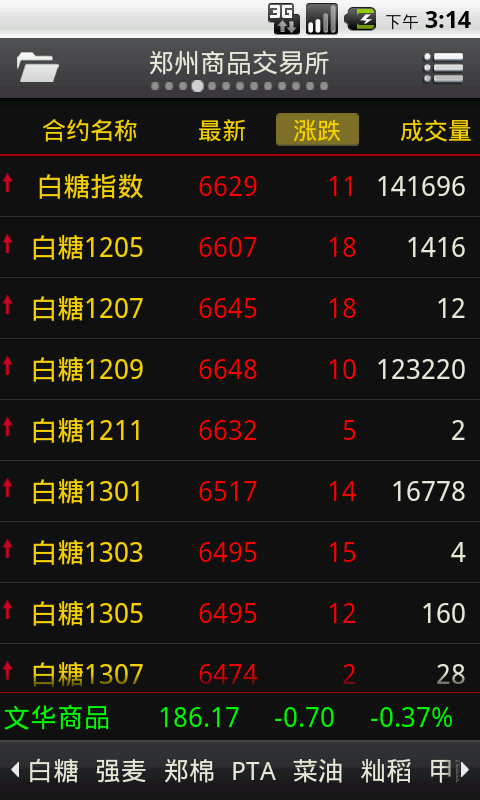 3G 下午 3:14
郑州商品交易所
合约名称 最新 涨跌 成交量
白糖指数 6629 11 141696
白糖1205 6607 18 1416
白糖1207 6645 18 12
白糖1209 6648 10 123220
白糖1211 6632 5 2
白糖1301 6517 14 16778
白糖1303 6495 15 4
白糖1305 6495 12 160
白糖1307 6474 2 28
文华商品 186.17 -0.70 -0.37%
白糖 强麦 郑棉 PTA 菜油 籼稻 甲